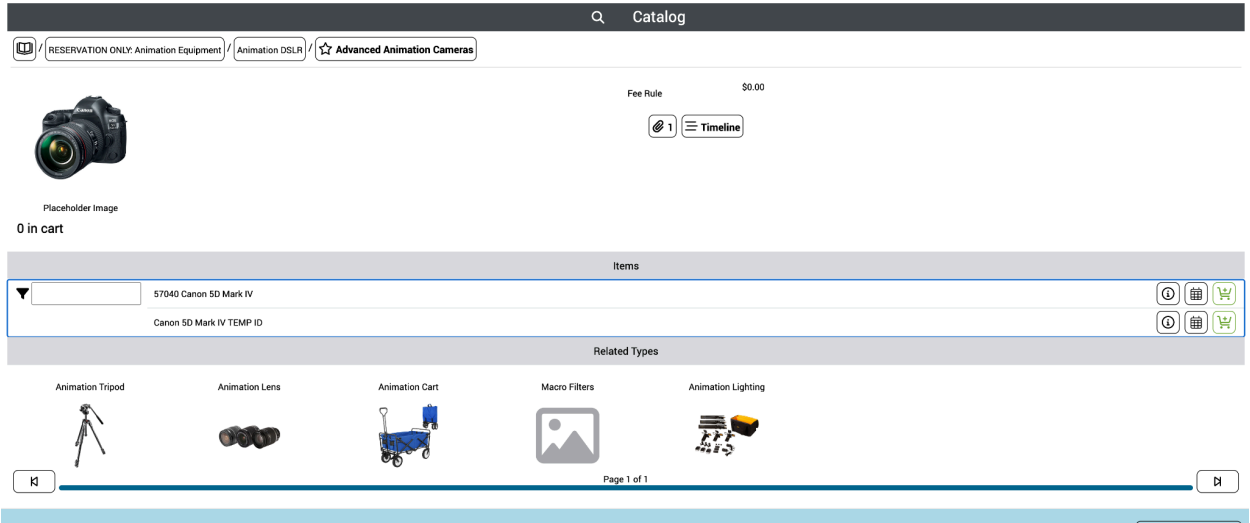 Catalog
/ RESERVATION ONLY: Animation Equipment / Animation DSLR / Advanced Animation Cameras
Canon
Fee Rule $0.00
1 Timeline
Placeholder Image
0 in cart
Items
57040 Canon 5D Mark IV
Canon 5D Mark IV TEMP ID
Related Types
Animation Tripod Animation Lens Animation Cart Macro Filters Animation Lighting
Page 1 of 1